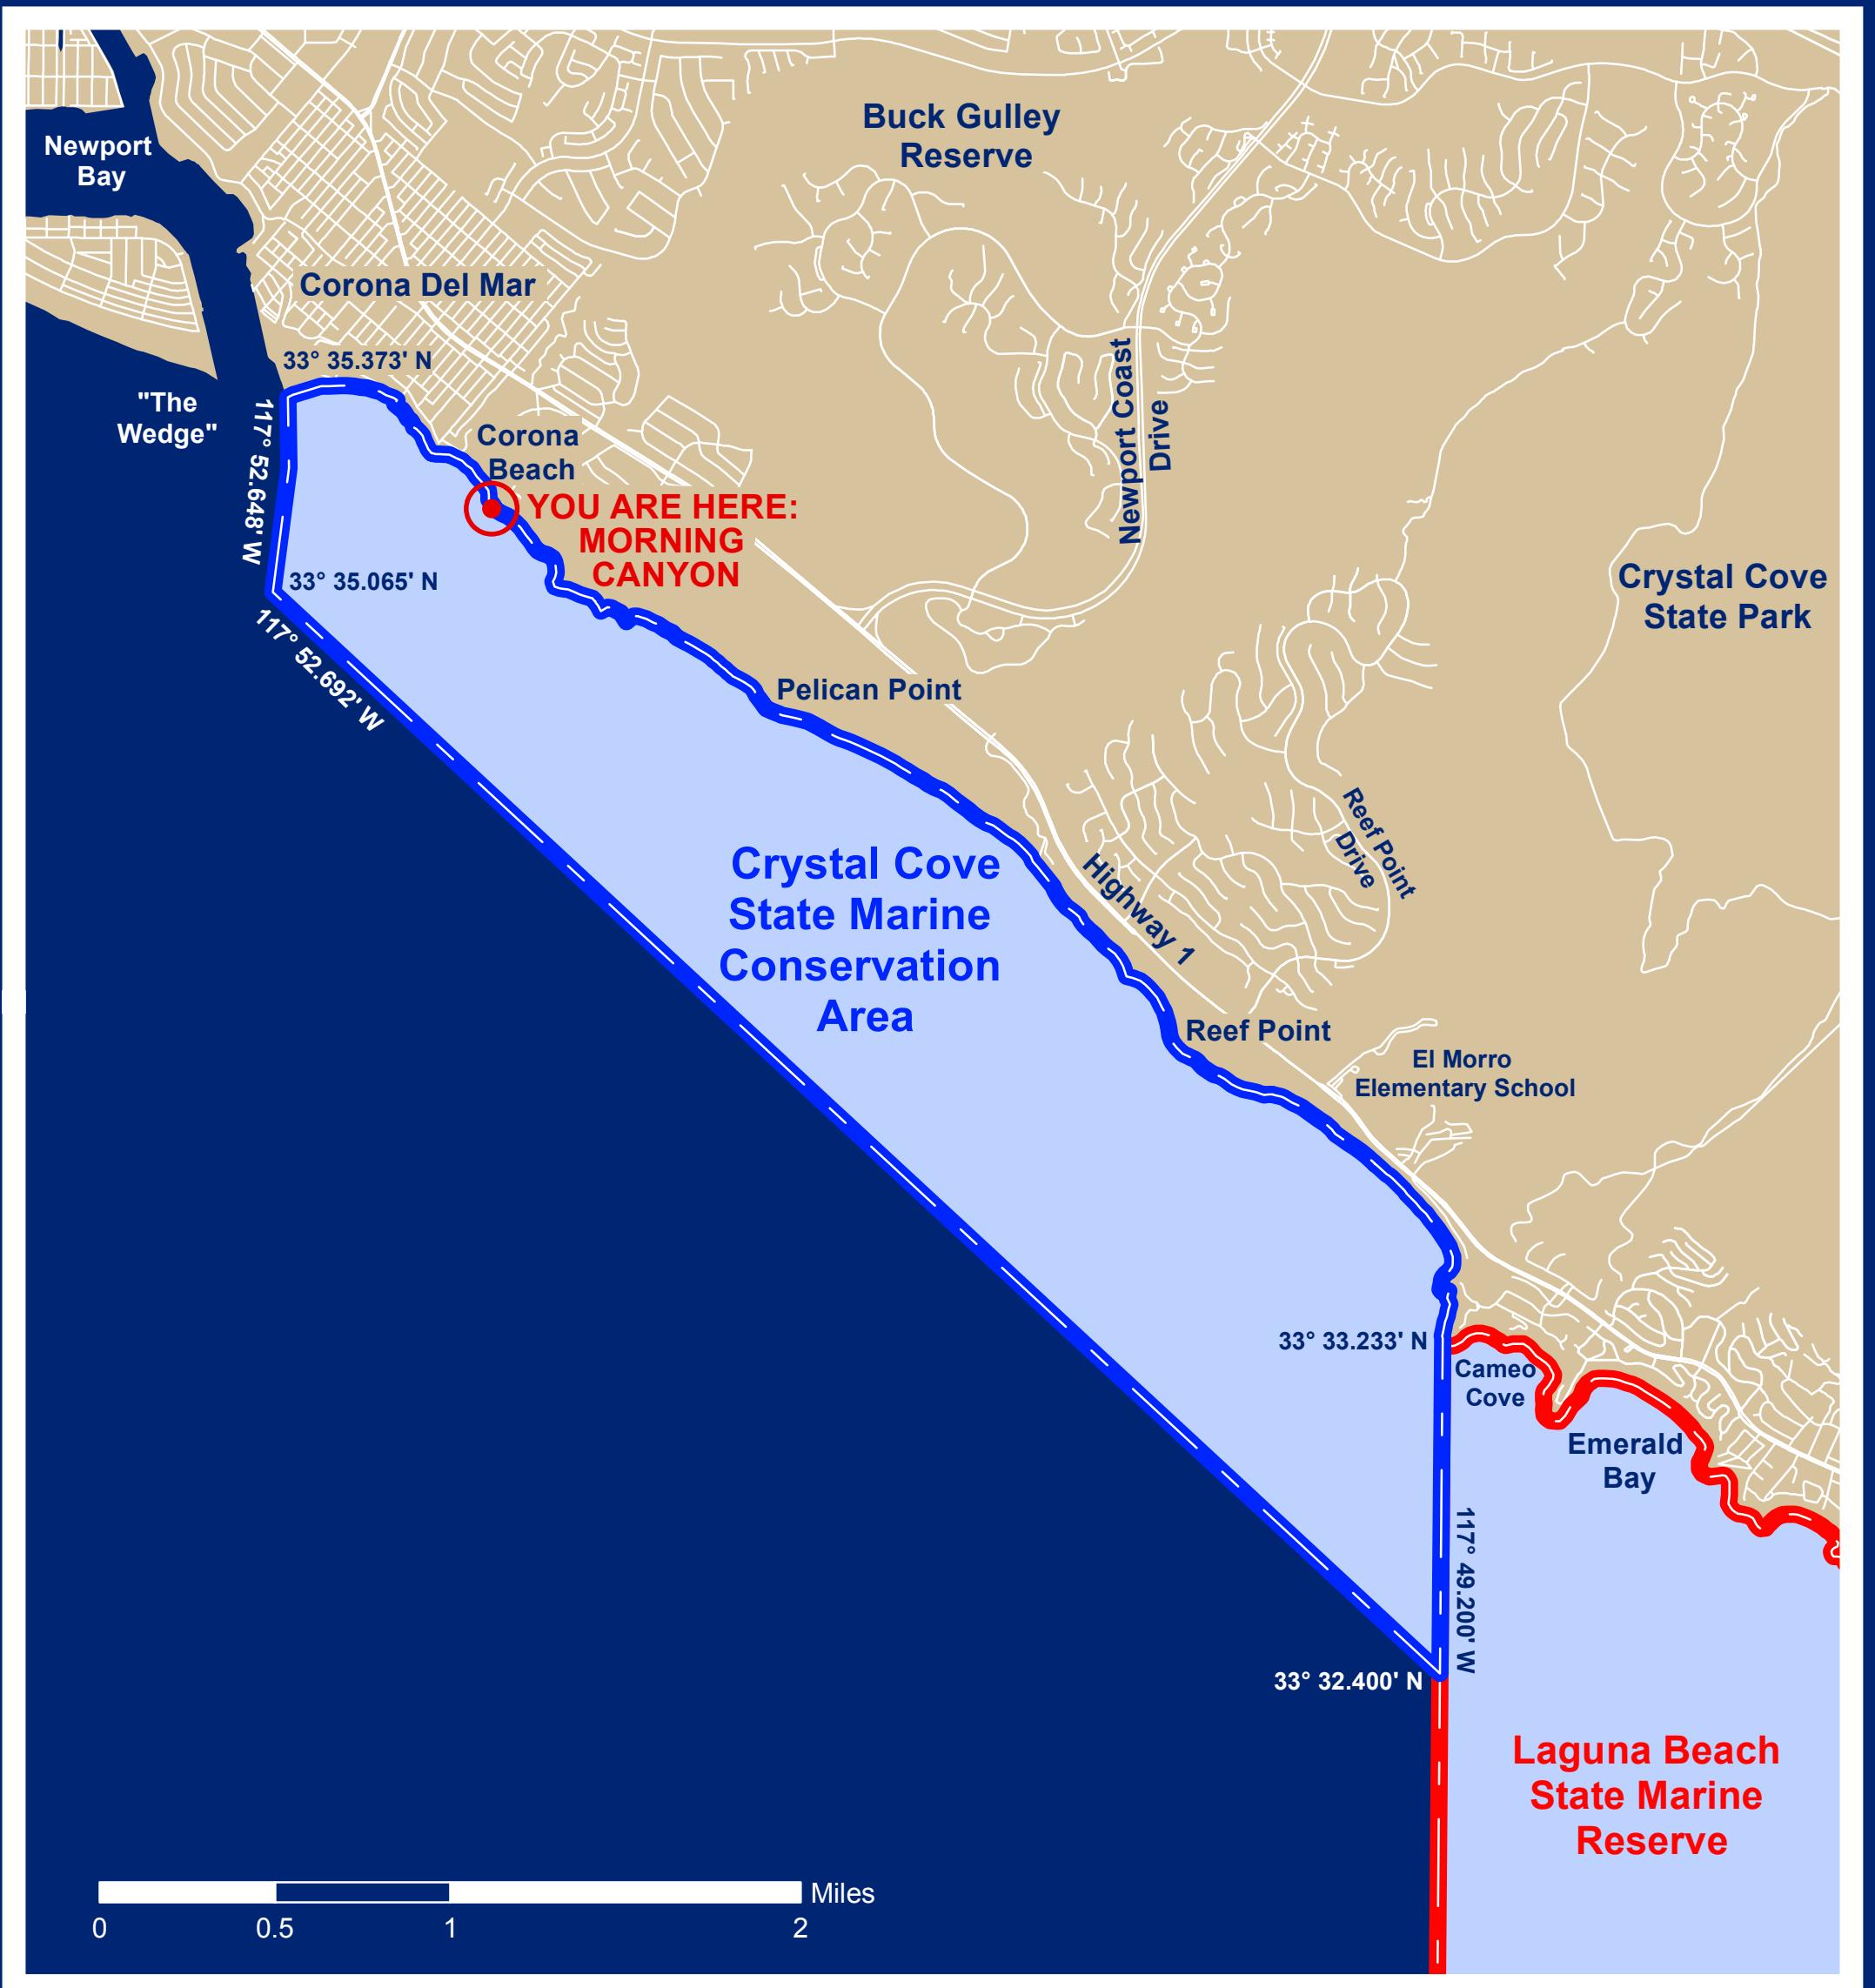 Buck Gulley
Reserve
Newport
Bay
Corona Del Mar
33° 35.373' N
"The
Wedge"
117° 52.648' W
Corona
Beach
Newport Coast
Drive
YOU ARE HERE:
MORNING
CANYON
33° 35.065' N
117° 52.692' W
Crystal Cove
State Park
Pelican Point
Reef Point
Drive
Crystal Cove
State Marine
Conservation
Area
Highway 1
Reef Point
El Morro
Elementary School
33° 33.233' N
Cameo
Cove
Emerald
Bay
117° 49.200' W
33° 32.400' N
Laguna Beach
State Marine
Reserve
Miles
0 0.5 1 2